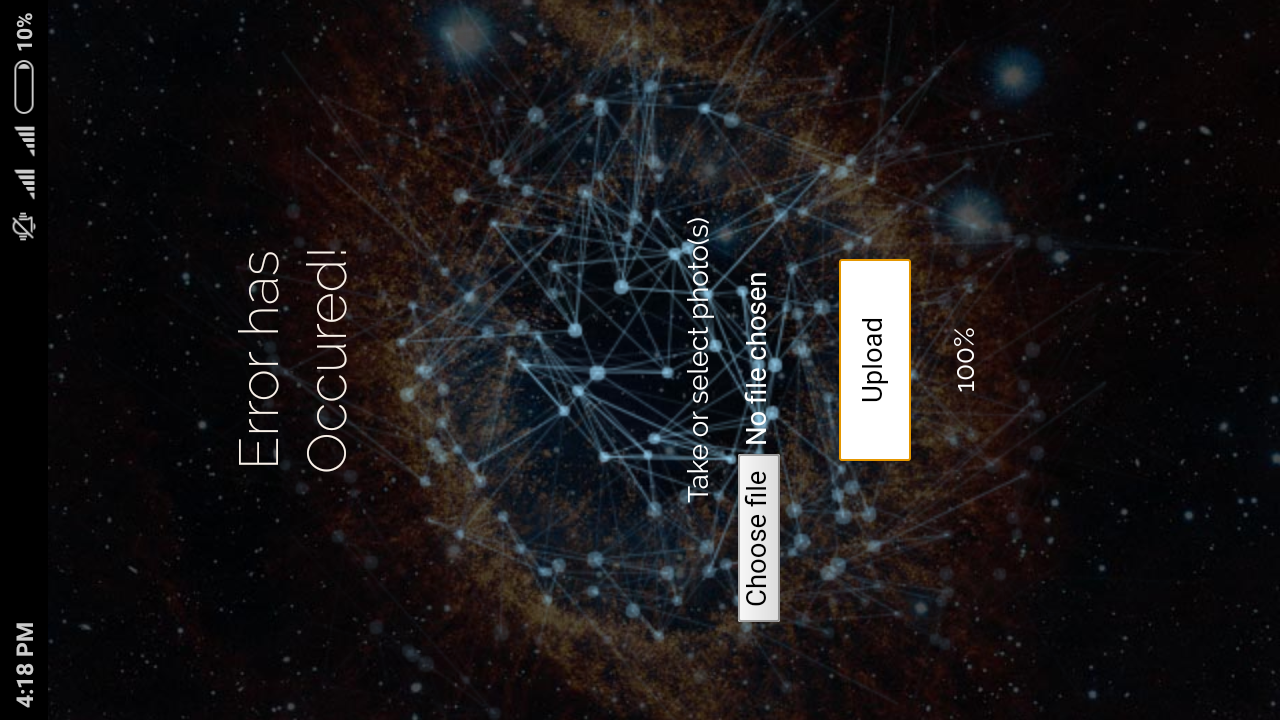 4:18 PM 10%
Error has
Occured!
Take or select photo(s)
Choose file No file chosen
Upload
100%